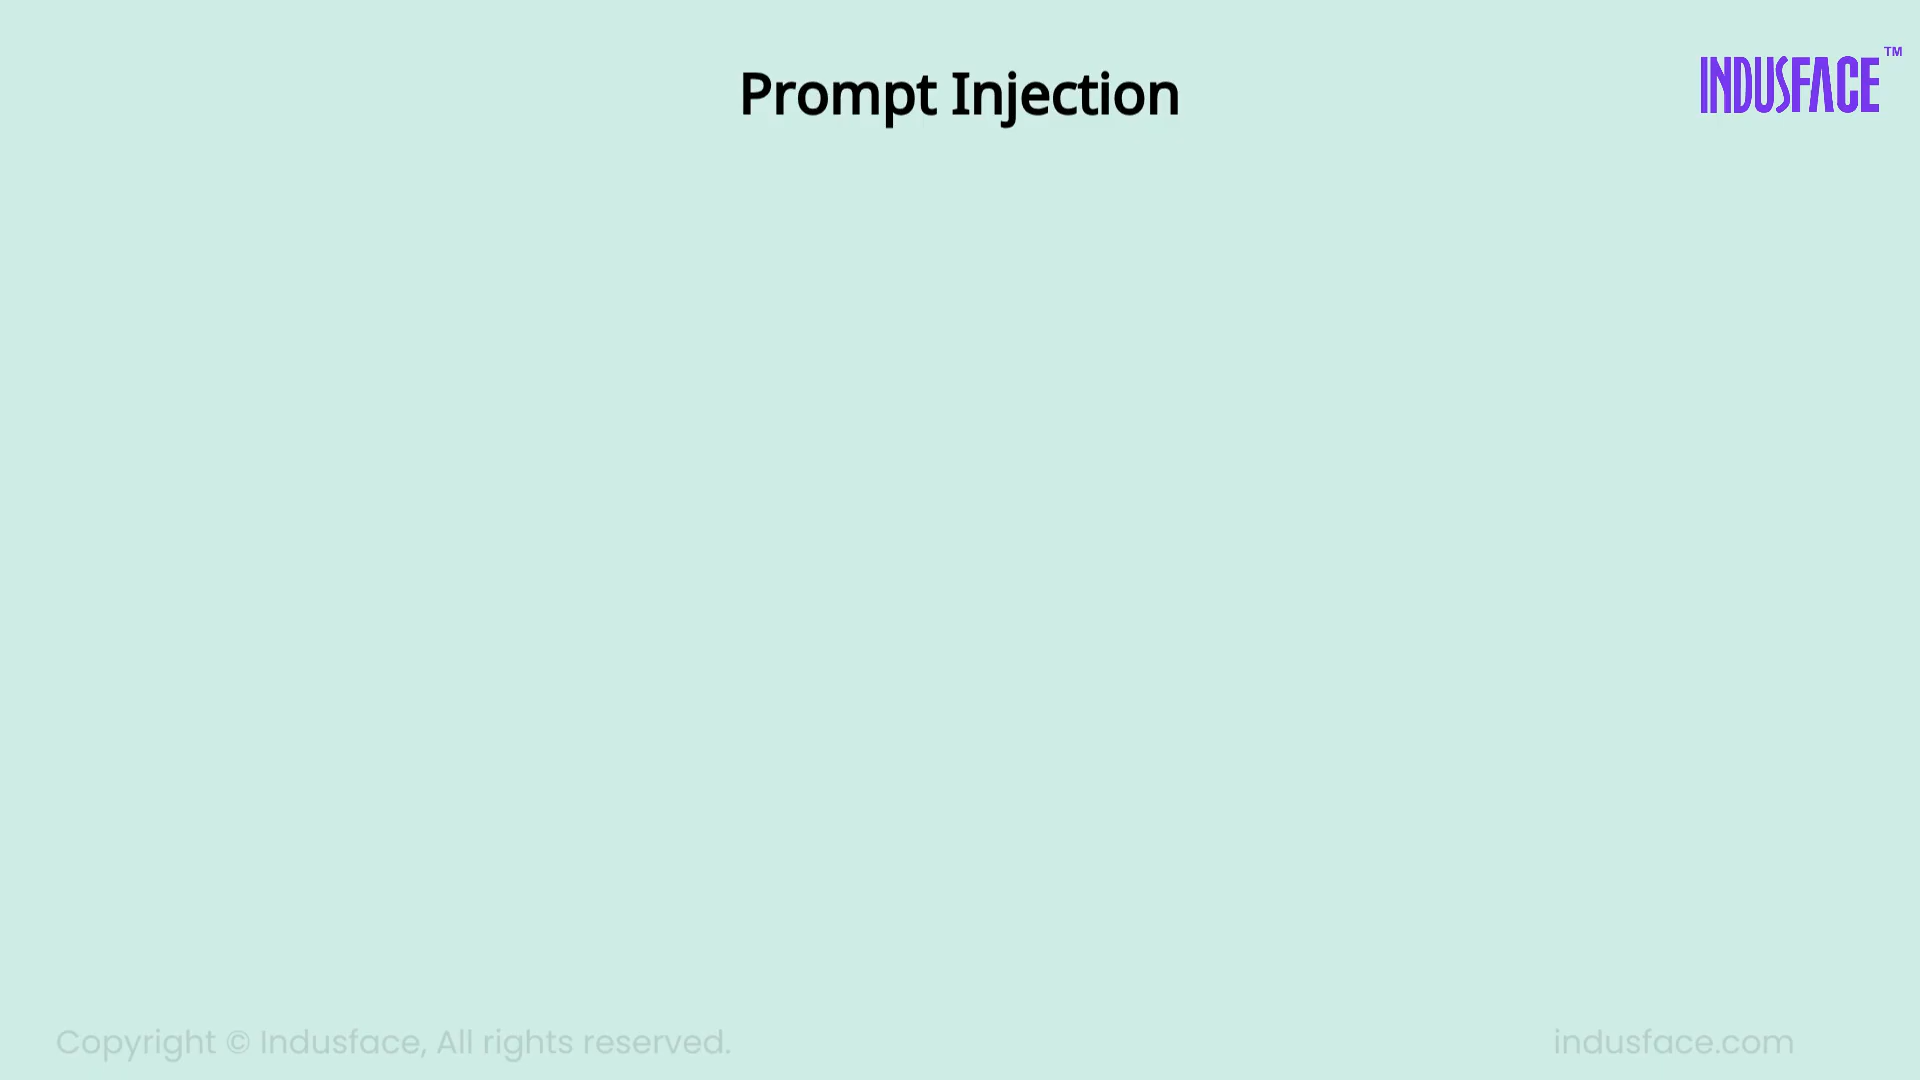 Prompt Injection
INDUSFACE™
Copyright © Indusface, All rights reserved.
indusface.com